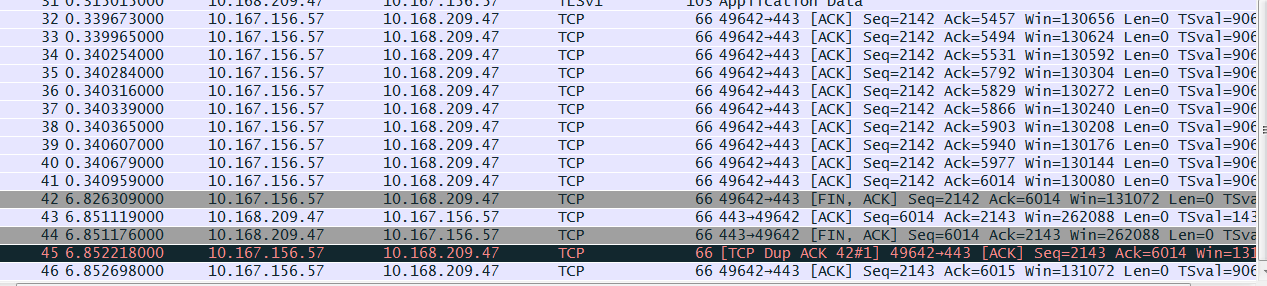 31 0.315015000 10.168.209.47 10.167.156.57 TLSv1 103 Application Data
32 0.339673000 10.167.156.57 10.168.209.47 TCP 66 49642→443 [ACK] Seq=2142 Ack=5457 Win=130656 Len=0 TSval=906
33 0.339965000 10.167.156.57 10.168.209.47 TCP 66 49642→443 [ACK] Seq=2142 Ack=5494 Win=130624 Len=0 TSval=906
34 0.340254000 10.167.156.57 10.168.209.47 TCP 66 49642→443 [ACK] Seq=2142 Ack=5531 Win=130592 Len=0 TSval=906
35 0.340284000 10.167.156.57 10.168.209.47 TCP 66 49642→443 [ACK] Seq=2142 Ack=5792 Win=130304 Len=0 TSval=906
36 0.340316000 10.167.156.57 10.168.209.47 TCP 66 49642→443 [ACK] Seq=2142 Ack=5829 Win=130272 Len=0 TSval=906
37 0.340339000 10.167.156.57 10.168.209.47 TCP 66 49642→443 [ACK] Seq=2142 Ack=5866 Win=130240 Len=0 TSval=906
38 0.340365000 10.167.156.57 10.168.209.47 TCP 66 49642→443 [ACK] Seq=2142 Ack=5903 Win=130208 Len=0 TSval=906
39 0.340607000 10.167.156.57 10.168.209.47 TCP 66 49642→443 [ACK] Seq=2142 Ack=5940 Win=130176 Len=0 TSval=906
40 0.340679000 10.167.156.57 10.168.209.47 TCP 66 49642→443 [ACK] Seq=2142 Ack=5977 Win=130144 Len=0 TSval=906
41 0.340959000 10.167.156.57 10.168.209.47 TCP 66 49642→443 [ACK] Seq=2142 Ack=6014 Win=130080 Len=0 TSval=906
42 6.826309000 10.167.156.57 10.168.209.47 TCP 66 49642→443 [FIN, ACK] Seq=2142 Ack=6014 Win=131072 Len=0 TSva
43 6.851119000 10.168.209.47 10.167.156.57 TCP 66 443→49642 [ACK] Seq=6014 Ack=2143 Win=262088 Len=0 TSval=143
44 6.851176000 10.168.209.47 10.167.156.57 TCP 66 443→49642 [FIN, ACK] Seq=6014 Ack=2143 Win=262088 Len=0 TSva
45 6.852218000 10.167.156.57 10.168.209.47 TCP 66 [TCP Dup ACK 42#1] 49642→443 [ACK] Seq=2143 Ack=6014 Win=131
46 6.852698000 10.167.156.57 10.168.209.47 TCP 66 49642→443 [ACK] Seq=2143 Ack=6015 Win=131072 Len=0 TSval=906